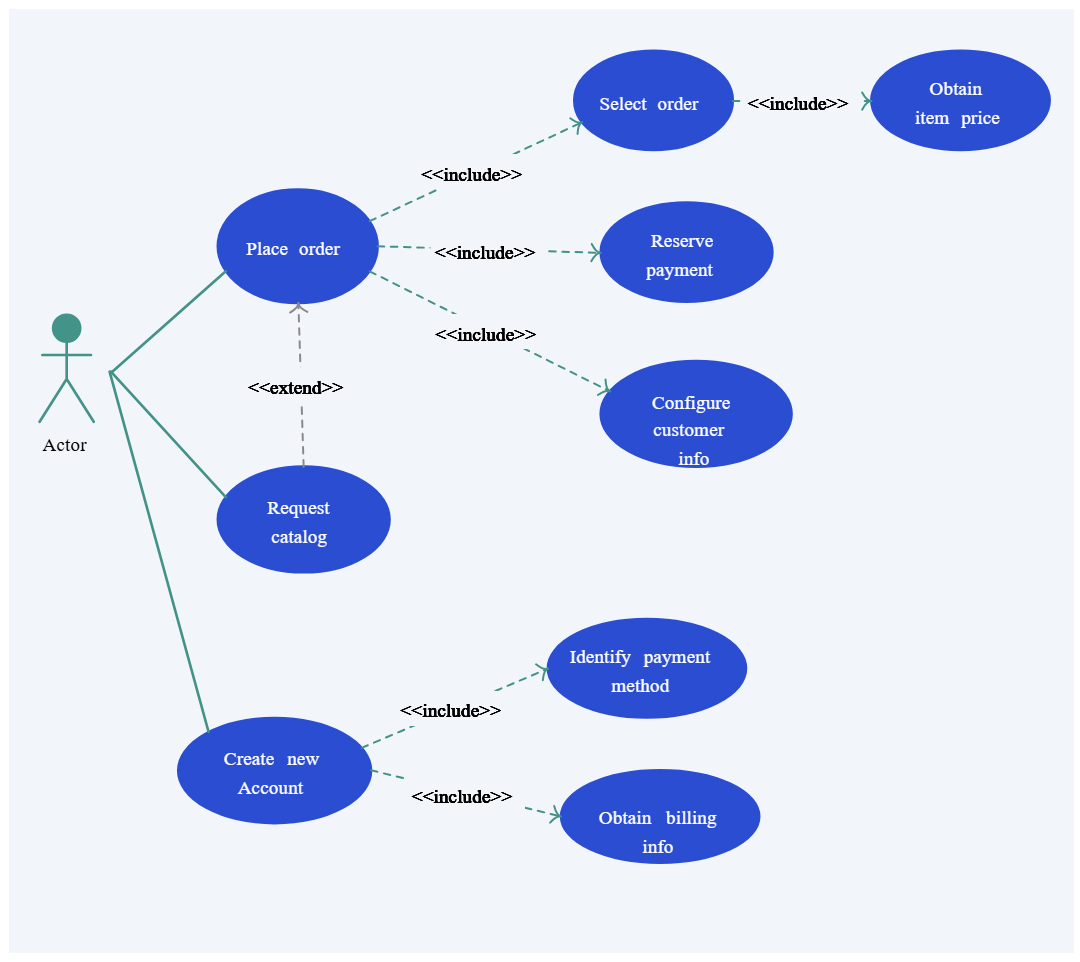 Select order
<<include>>
Obtain
item price
<<include>>
Place order
<<include>>
Reserve
payment
<<include>>
Configure
customer
info
Actor
<<extend>>
Request
catalog
Identify payment
method
<<include>>
Create new
Account
<<include>>
Obtain billing
info